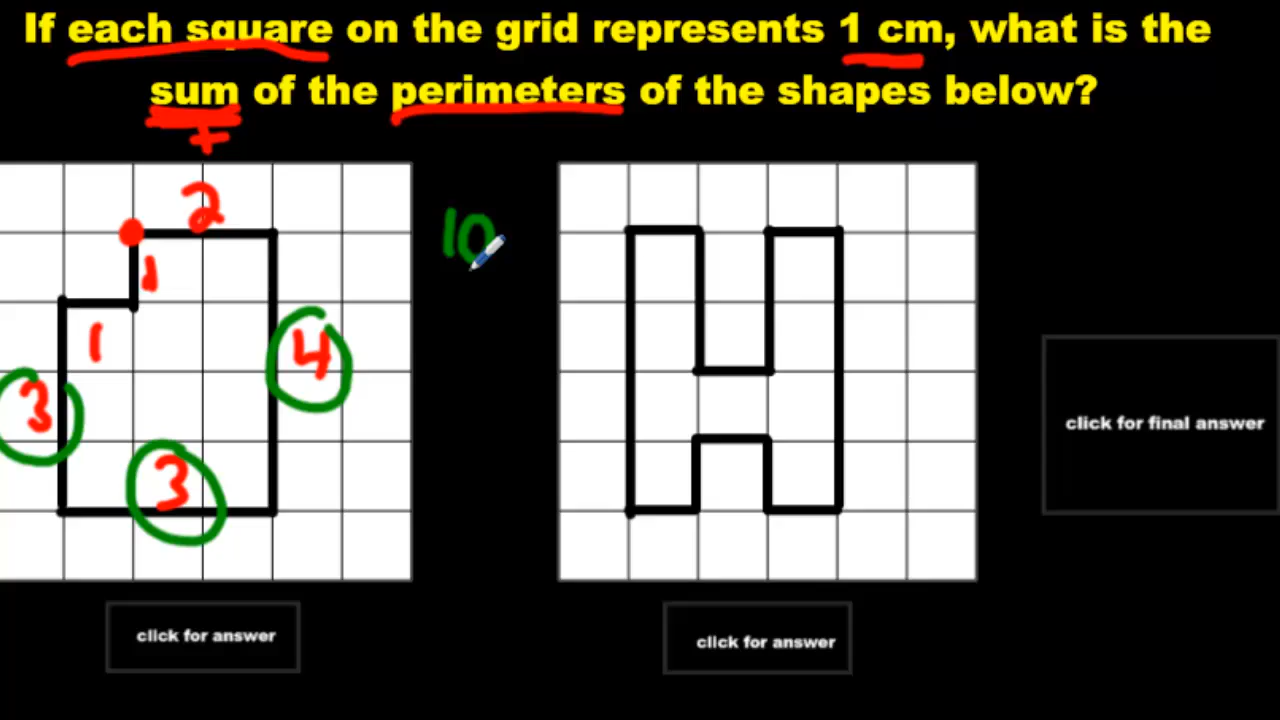 If each square on the grid represents 1 cm, what is the
sum of the perimeters of the shapes below?
+
2
10
1
1
4
3
3
click for final answer
click for answer
click for answer